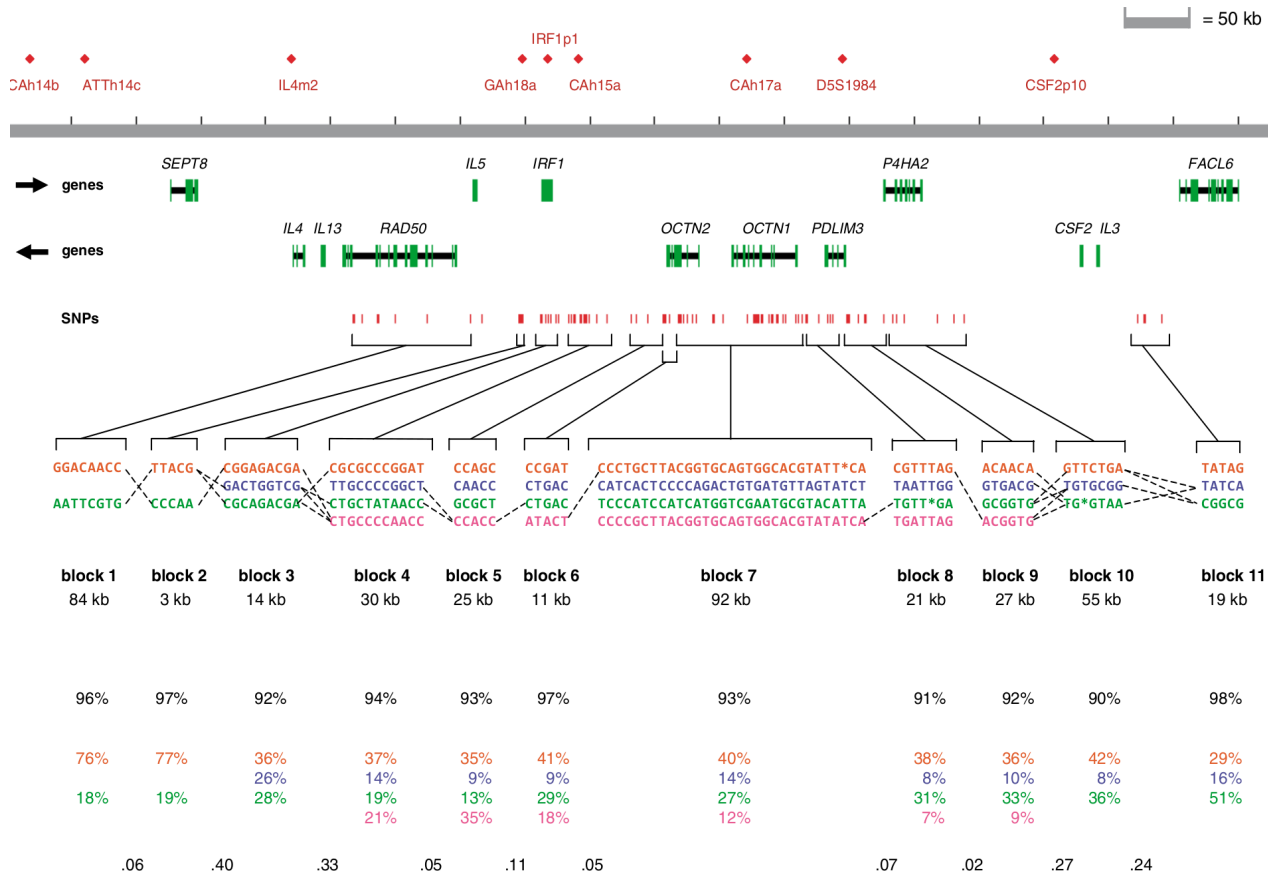 = 50 kb
IRF1p1
CAh14b ATTh14c IL4m2 GAh18a CAh15a CAh17a D5S1984 CSF2p10
SEPT8 IL5 IRF1 P4HA2 FACL6
genes
IL4 IL13 RAD50 OCTN2 OCTN1 PDLIM3 CSF2 IL3
genes
SNPs
GGACAACC TTACG CGGAGACGA CGCGCCCGGAT CCAGC CCGAT CCCTGCTTACGGTGCAGTGGCACGTATT*CA CGTTTAG ACAACA GTTCTGA TATAG
GACTGGTCG TTGCCCCGGCT CAACC CTGAC CATCACTCCCCAGACTGTGATGTTAGTATCT TAATTGG GTGACG TGTGCGG TATCA
AATTCGTG CCCAA CGCAGACGA CTGCTATAACC GCGCT CTGAC TCCCATCCATCATGGTCGAATGCGTACATTA TGTT*GA GCGGTG TG*GTAA CGGCG
CTGCCCCAACC CCACC ATACT CCCCGCTTACGGTGCAGTGGCACGTATATCA TGATTAG ACGGTG
block 1 block 2 block 3 block 4 block 5 block 6 block 7 block 8 block 9 block 10 block 11
84 kb 3 kb 14 kb 30 kb 25 kb 11 kb 92 kb 21 kb 27 kb 55 kb 19 kb
96% 97% 92% 94% 93% 97% 93% 91% 92% 90% 98%
76% 77% 36% 37% 35% 41% 40% 38% 36% 42% 29%
26% 14% 9% 9% 14% 8% 10% 8% 16%
18% 19% 28% 19% 13% 29% 27% 31% 33% 36% 51%
21% 35% 18% 12% 7% 9%
.06 .40 .33 .05 .11 .05 .07 .02 .27 .24